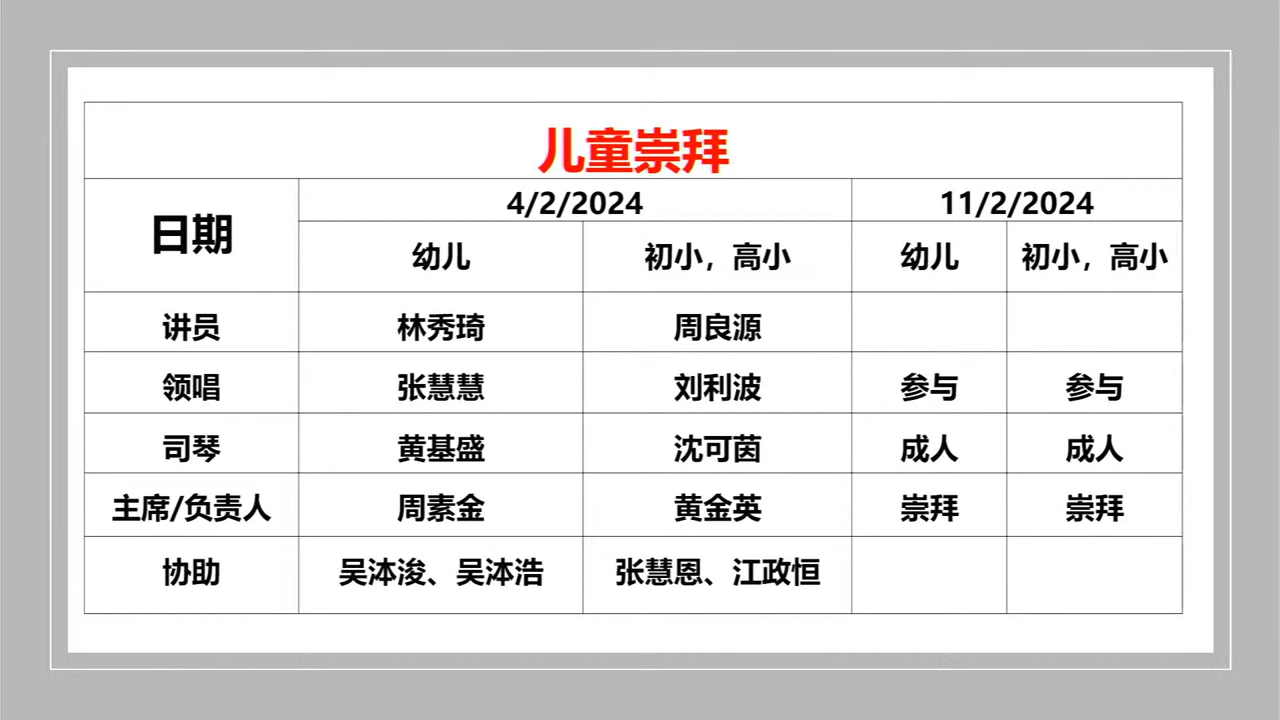 儿童崇拜
日期 4/2/2024 11/2/2024
幼儿 初小，高小 幼儿 初小，高小
讲员 林秀琦 周良源
领唱 张慧慧 刘利波 参与 参与
司琴 黄基盛 沈可茵 成人 成人
主席/负责人 周素金 黄金英 崇拜 崇拜
协助 吴沐浚、吴沐浩 张慧恩、江政恒